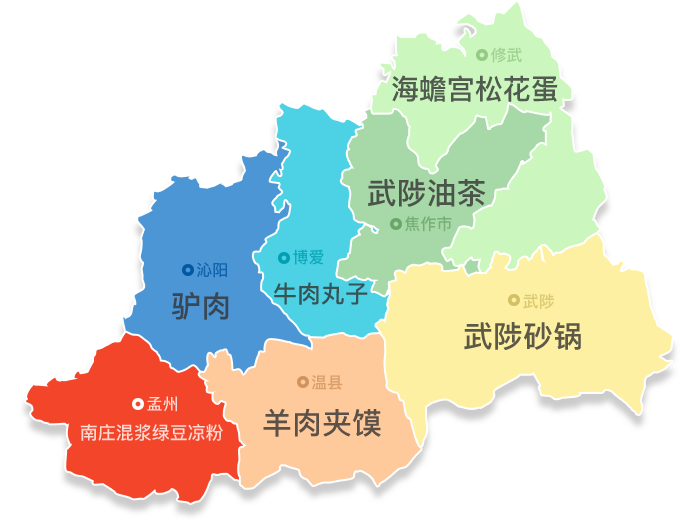 修武
海蟾宫松花蛋
武陟油茶
焦作市
博爱
沁阳
牛肉丸子
驴肉
武陟
武陟砂锅
温县
孟州
羊肉夹馍
南庄混浆绿豆凉粉